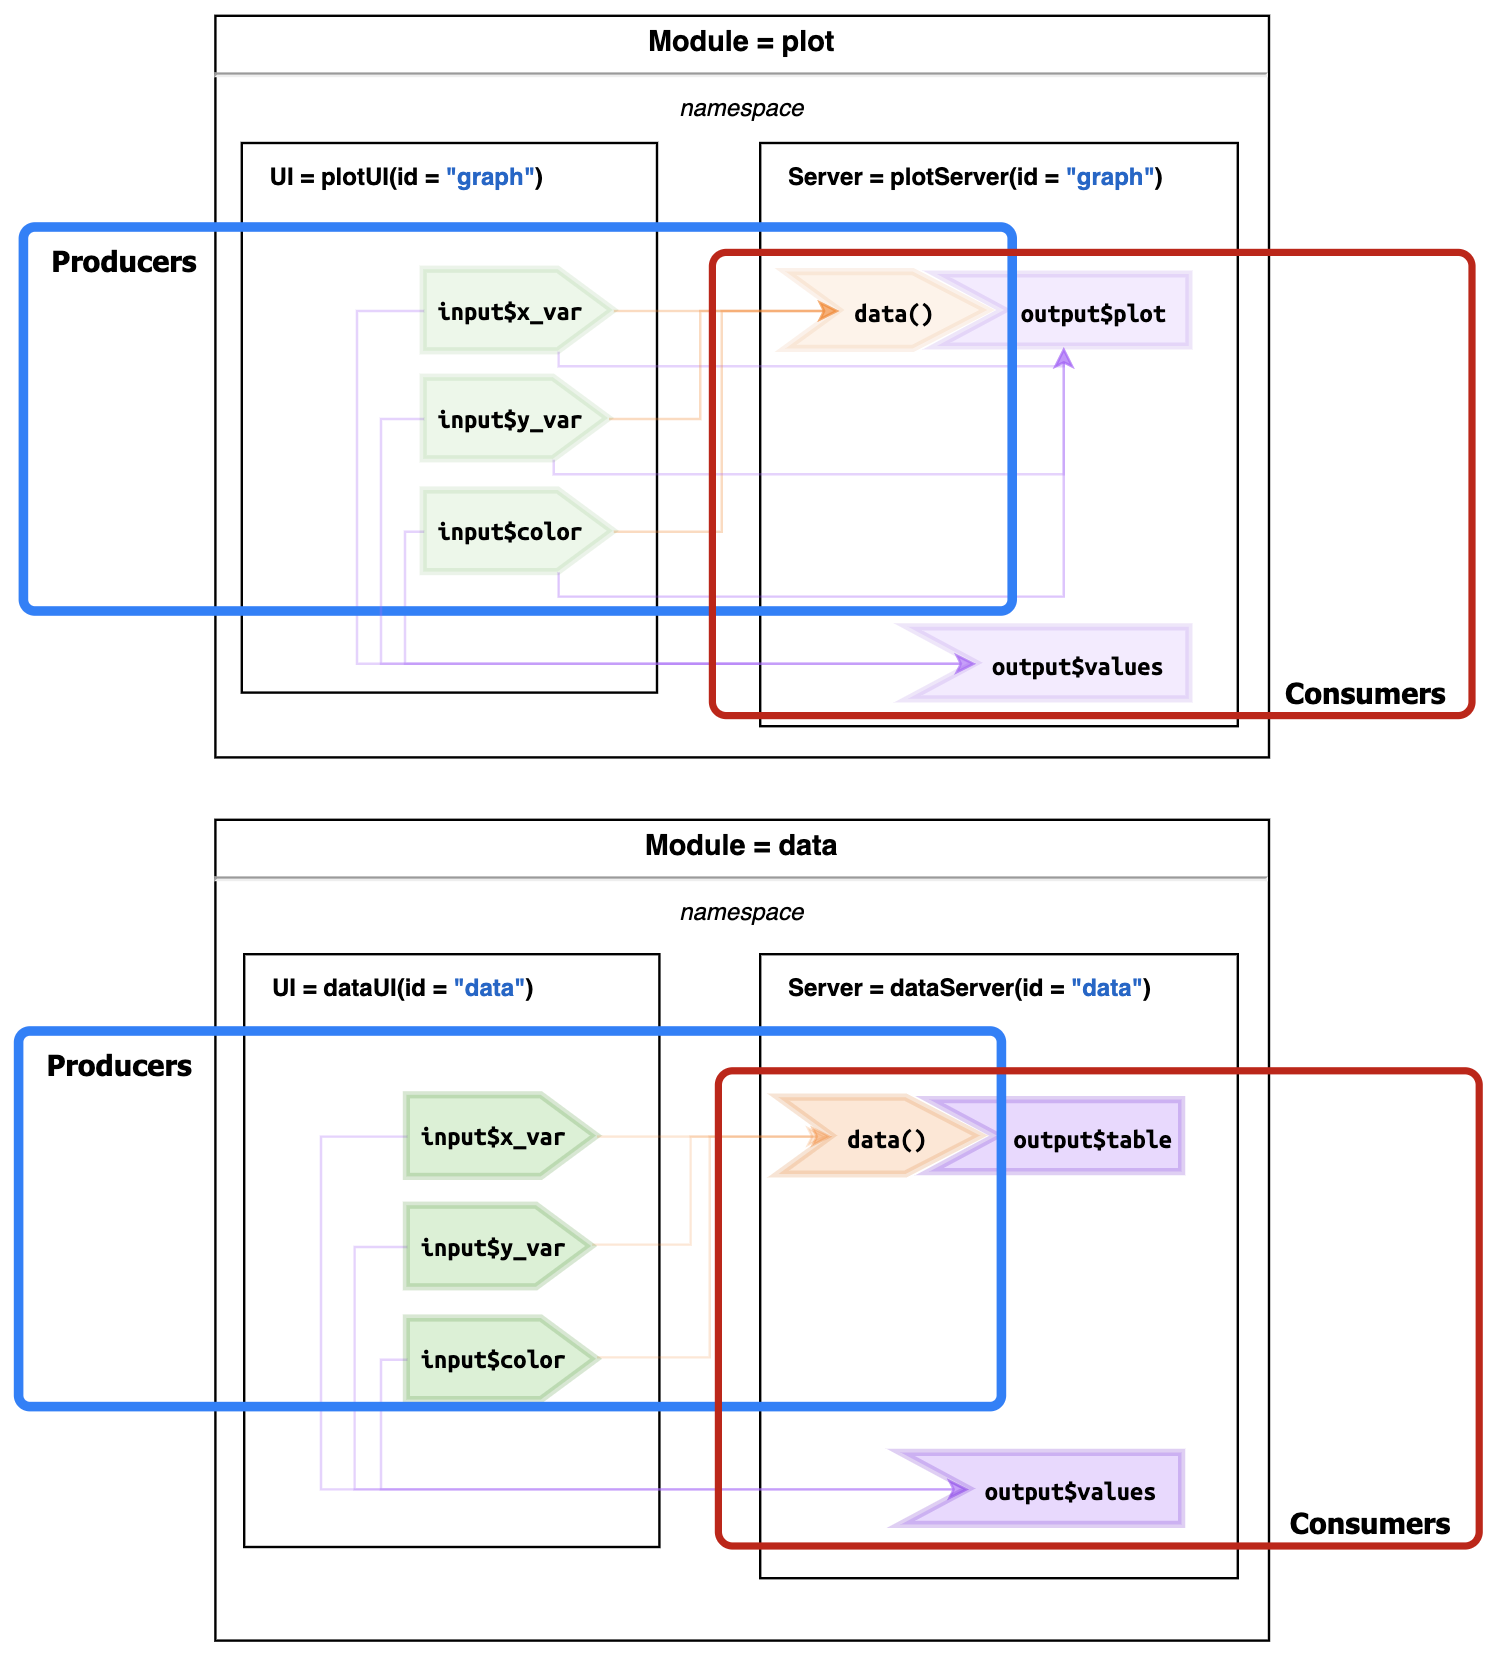 Module = plot
namespace
UI = plotUI(id = "graph")
Server = plotServer(id = "graph")
Producers
input$x_var
data()
output$plot
input$y_var
input$color
output$values
Consumers
Module = data
namespace
UI = dataUI(id = "data")
Server = dataServer(id = "data")
Producers
input$x_var
data()
output$table
input$y_var
input$color
output$values
Consumers